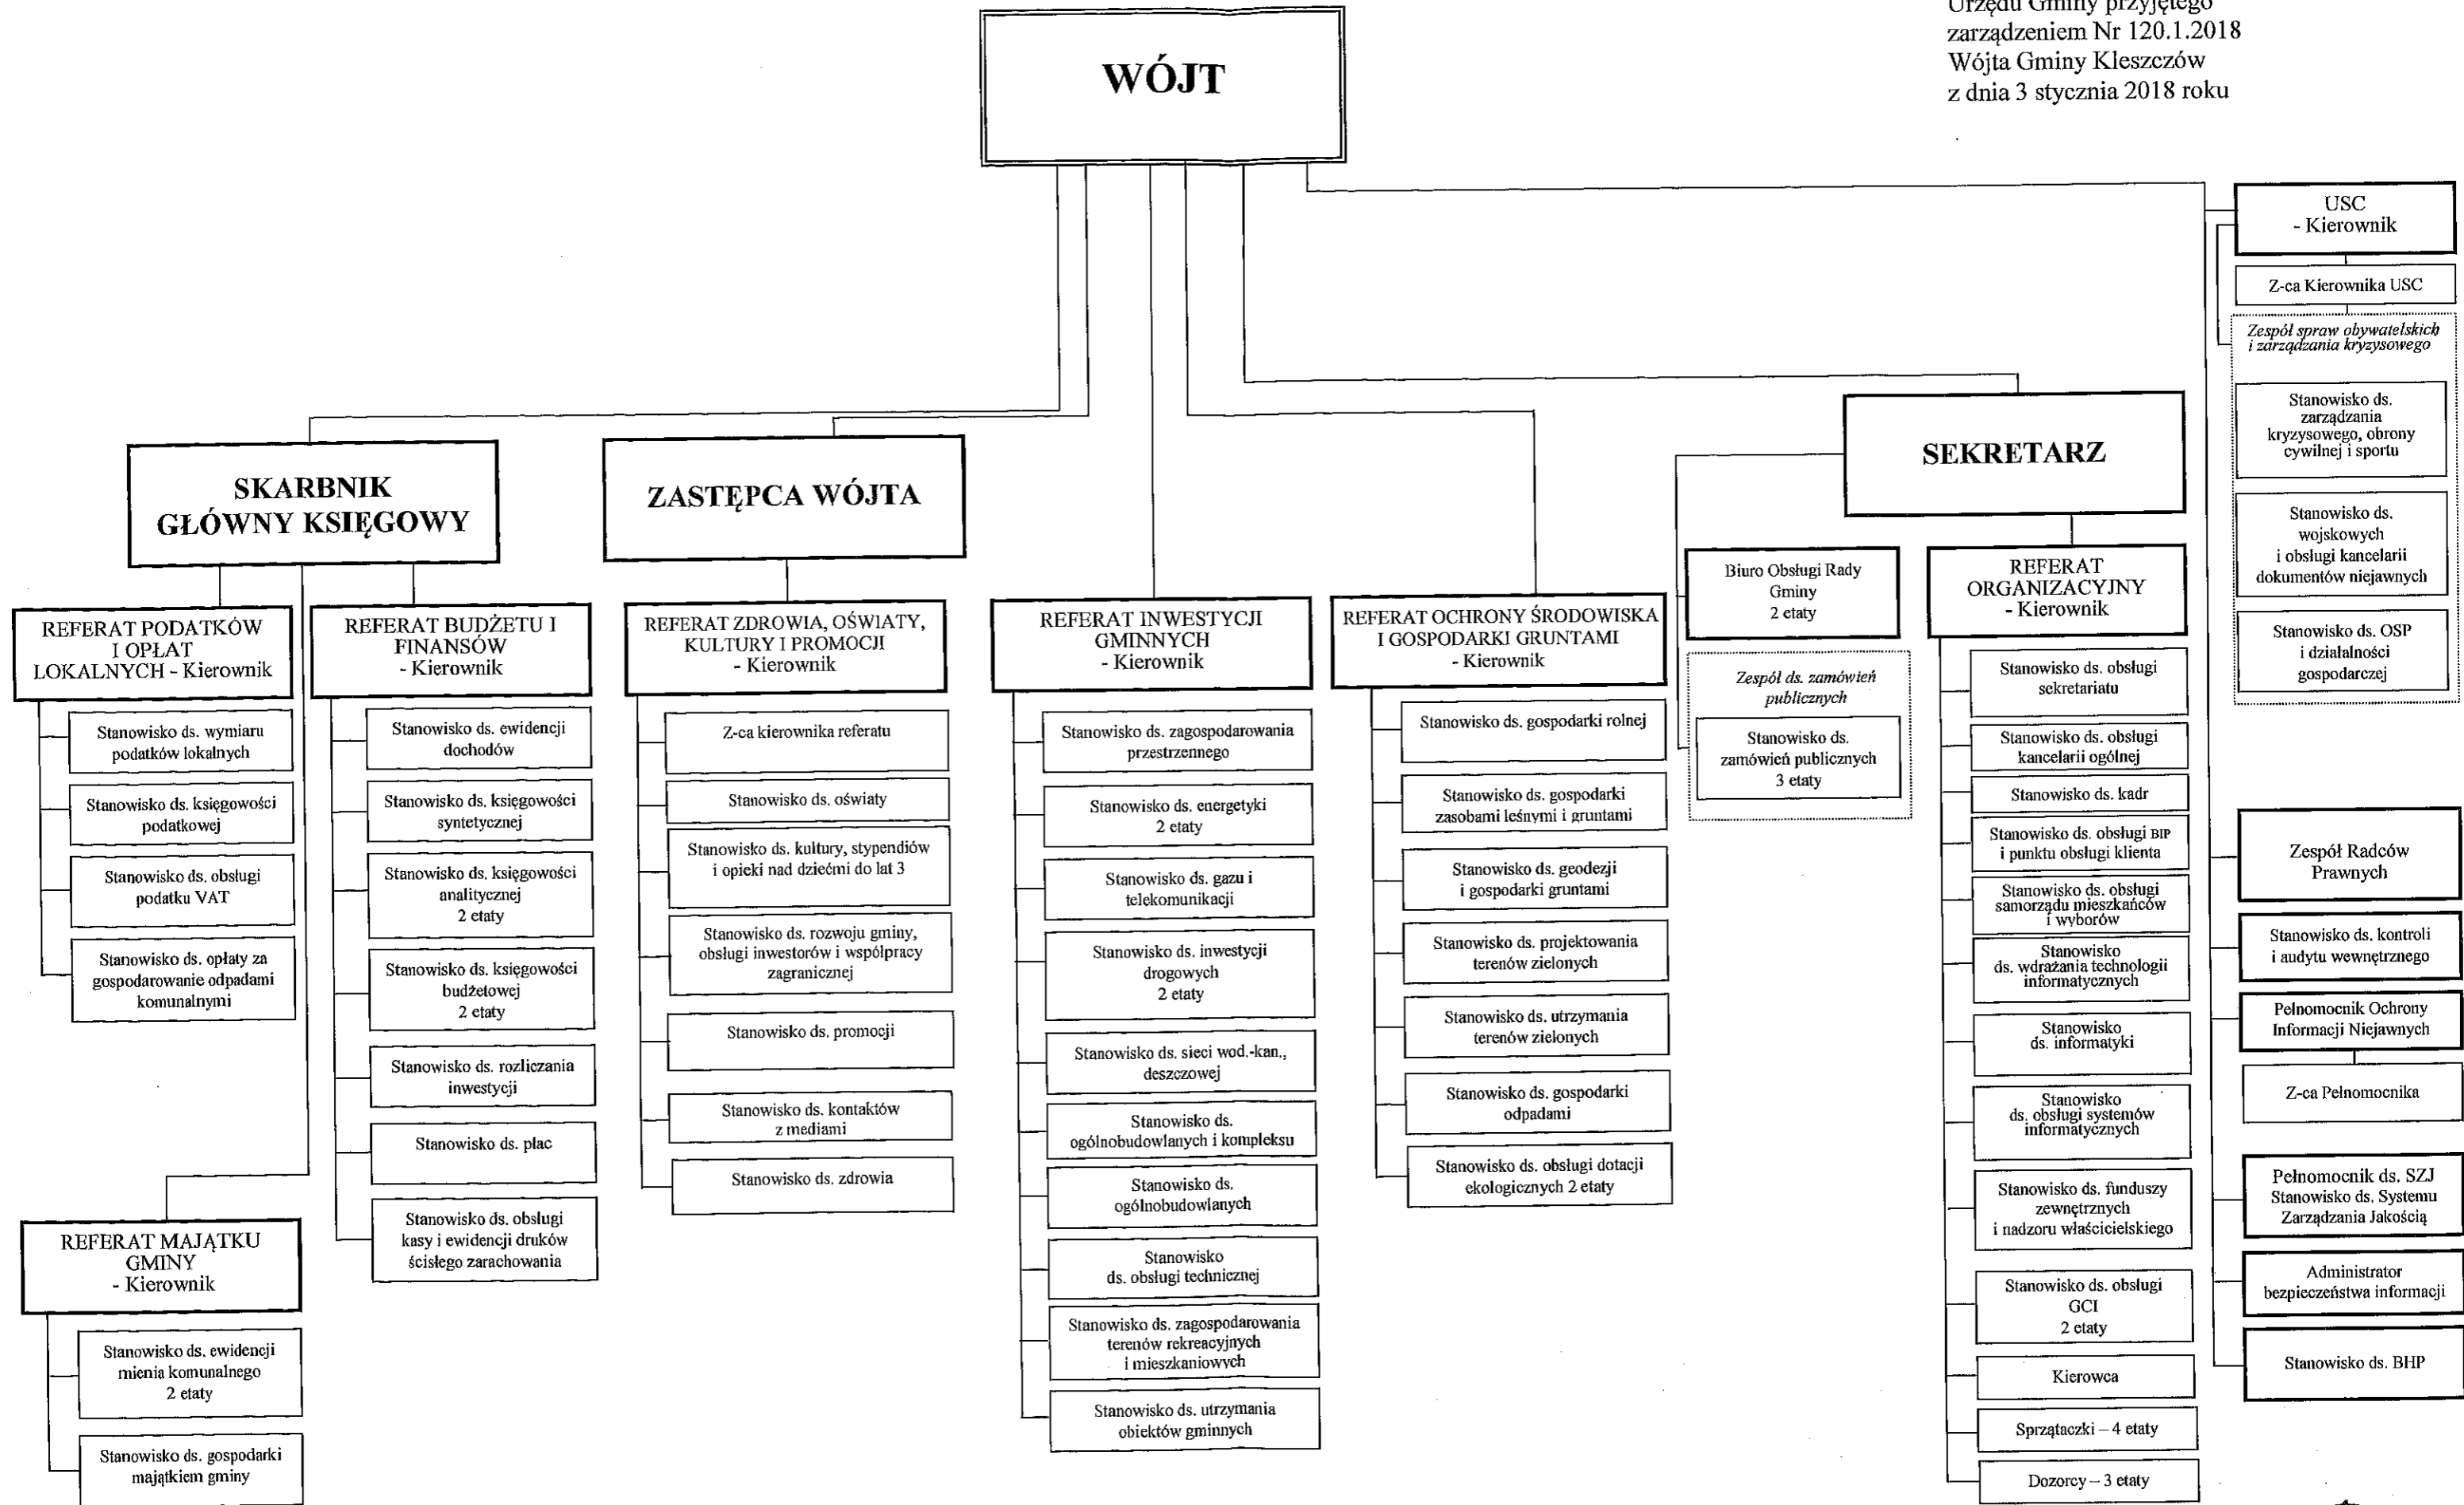 Urzędu Gminy przyjętego
zarządzeniem Nr 120.1.2018
Wójta Gminy Kleszczów
z dnia 3 stycznia 2018 roku
WÓJT
SKARBNIK
GŁÓWNY KSIĘGOWY
ZASTĘPCA WÓJTA
SEKRETARZ
REFERAT PODATKÓW
I OPŁAT
LOKALNYCH - Kierownik
Stanowisko ds. wymiaru
podatków lokalnych
Stanowisko ds. księgowości
podatkowej
Stanowisko ds. obsługi
podatku VAT
Stanowisko ds. opłaty za
gospodarowanie odpadami
komunalnymi
REFERAT MAJĄTKU
GMINY
- Kierownik
Stanowisko ds. ewidencji
mienia komunalnego
2 etaty
Stanowisko ds. gospodarki
majątkiem gminy
REFERAT BUDŻETU I
FINANSÓW
- Kierownik
Stanowisko ds. ewidencji
dochodów
Stanowisko ds. księgowości
syntetycznej
Stanowisko ds. księgowości
analitycznej
2 etaty
Stanowisko ds. księgowości
budżetowej
2 etaty
Stanowisko ds. rozliczania
inwestycji
Stanowisko ds. płac
Stanowisko ds. obsługi
kasy i ewidencji druków
ścisłego zarachowania
REFERAT ZDROWIA, OŚWIATY,
KULTURY I PROMOCJI
- Kierownik
Z-ca kierownika referatu
Stanowisko ds. oświaty
Stanowisko ds. kultury, stypendiów
i opieki nad dziećmi do lat 3
Stanowisko ds. rozwoju gminy,
obsługi inwestorów i współpracy
zagranicznej
Stanowisko ds. promocji
Stanowisko ds. kontaktów
z mediami
Stanowisko ds. zdrowia
REFERAT INWESTYCJI
GMINNYCH
- Kierownik
Stanowisko ds. zagospodarowania
przestrzennego
Stanowisko ds. energetyki
2 etaty
Stanowisko ds. gazu i
telekomunikacji
Stanowisko ds. inwestycji
drogowych
2 etaty
Stanowisko ds. sieci wod.-kan.,
deszczowej
Stanowisko ds.
ogólnobudowlanych i kompleksu
Stanowisko ds.
ogólnobudowlanych
Stanowisko
ds. obsługi technicznej
Stanowisko ds. zagospodarowania
terenów rekreacyjnych
i mieszkaniowych
Stanowisko ds. utrzymania
obiektów gminnych
REFERAT OCHRONY ŚRODOWISKA
I GOSPODARKI GRUNTAMI
- Kierownik
Stanowisko ds. gospodarki rolnej
Stanowisko ds. gospodarki
zasobami leśnymi i gruntami
Stanowisko ds. geodezji
i gospodarki gruntami
Stanowisko ds. projektowania
terenów zielonych
Stanowisko ds. utrzymania
terenów zielonych
Stanowisko ds. gospodarki
odpadami
Stanowisko ds. obsługi dotacji
ekologicznych 2 etaty
Biuro Obsługi Rady
Gminy
2 etaty
Zespół ds. zamówień
publicznych
Stanowisko ds.
zamówień publicznych
3 etaty
REFERAT
ORGANIZACYJNY
- Kierownik
Stanowisko ds. obsługi
sekretariatu
Stanowisko ds. obsługi
kancelarii ogólnej
Stanowisko ds. kadr
Stanowisko ds. obsługi BIP
i punktu obsługi klienta
Stanowisko ds. obsługi
samorządu mieszkańców
i wyborów
Stanowisko
ds. wdrażania technologii
informatycznych
Stanowisko
ds. informatyki
Stanowisko
ds. obsługi systemów
informatycznych
Stanowisko ds. funduszy
zewnętrznych
i nadzoru właścicielskiego
Stanowisko ds. obsługi
GCI
2 etaty
Kierowca
Sprzątaczki – 4 etaty
Dozorcy – 3 etaty
USC
- Kierownik
Z-ca Kierownika USC
Zespół spraw obywatelskich
i zarządzania kryzysowego
Stanowisko ds.
zarządzania
kryzysowego, obrony
cywilnej i sportu
Stanowisko ds.
wojskowych
i obsługi kancelarii
dokumentów niejawnych
Stanowisko ds. OSP
i działalności
gospodarczej
Zespół Radców
Prawnych
Stanowisko ds. kontroli
i audytu wewnętrznego
Pełnomocnik Ochrony
Informacji Niejawnych
Z-ca Pełnomocnika
Pełnomocnik ds. SZJ
Stanowisko ds. Systemu
Zarządzania Jakością
Administrator
bezpieczeństwa informacji
Stanowisko ds. BHP